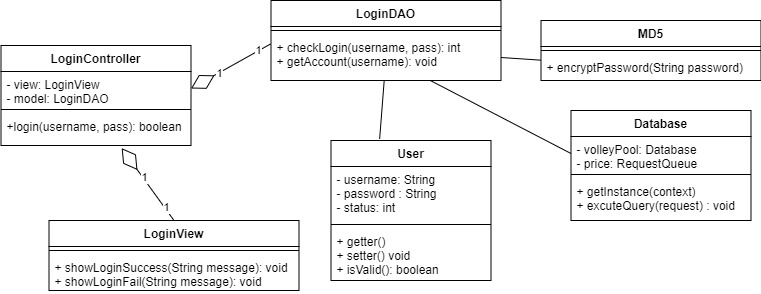 LoginDAO
+ checkLogin(username, pass): int
+ getAccount(username): void
MD5
+ encryptPassword(String password)
LoginController
- view: LoginView
- model: LoginDAO
+login(username, pass): boolean
1
1
Database
- volleyPool: Database
- price: RequestQueue
+ getInstance(context)
+ excuteQuery(request) : void
User
- username: String
- password : String
- status: int
+ getter()
+ setter() void
+ isValid(): boolean
LoginView
+ showLoginSuccess(String message): void
+ showLoginFail(String message): void